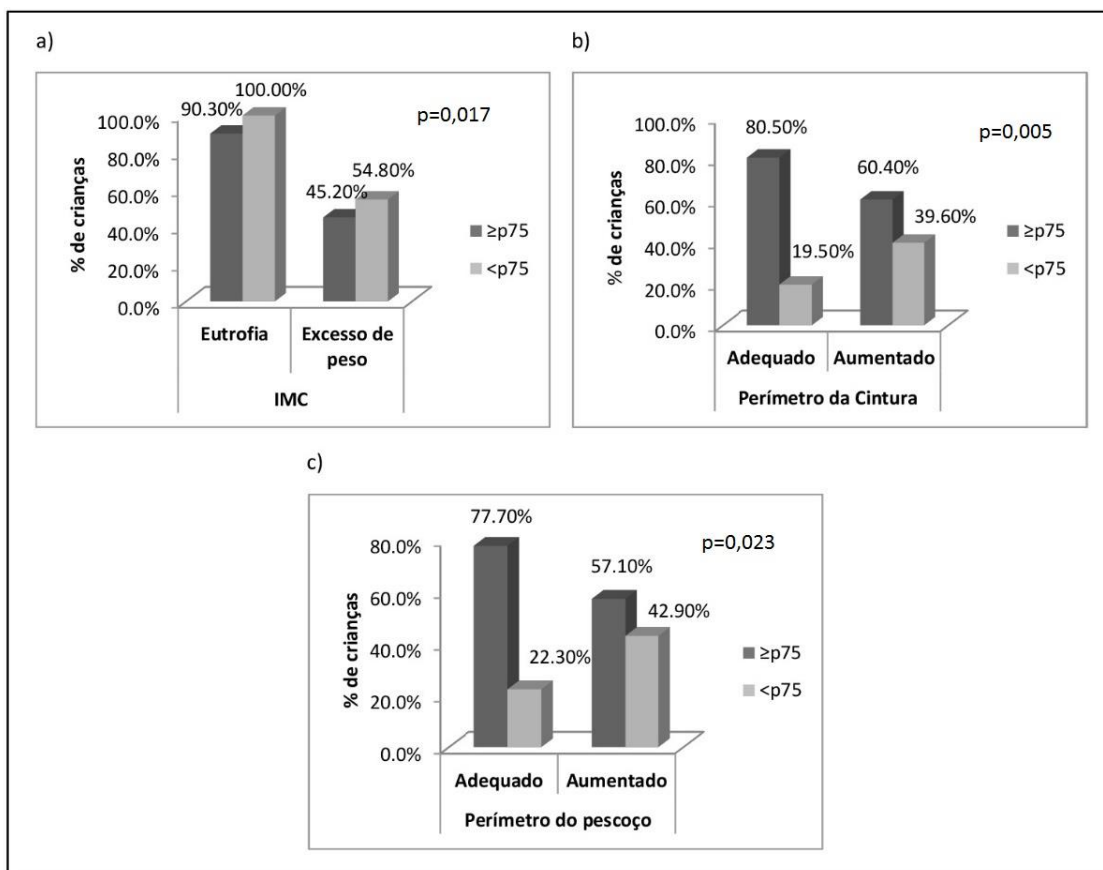 a)
p=0,017
100.00%
90.30%
54.80%
45.20%
100.0%
80.0%
60.0%
40.0%
20.0%
0.0%
% de crianças
≥p75
<p75
Eutrofia
Excesso de
peso
IMC
b)
p=0,005
80.50%
60.40%
39.60%
19.50%
100.0%
80.0%
60.0%
40.0%
20.0%
0.0%
% de crianças
≥p75
<p75
Adequado
Aumentado
Perímetro da Cintura
c)
p=0,023
77.70%
57.10%
42.90%
22.30%
80.0%
60.0%
40.0%
20.0%
0.0%
% de crianças
≥p75
<p75
Adequado
Aumentado
Perímetro do pescoço